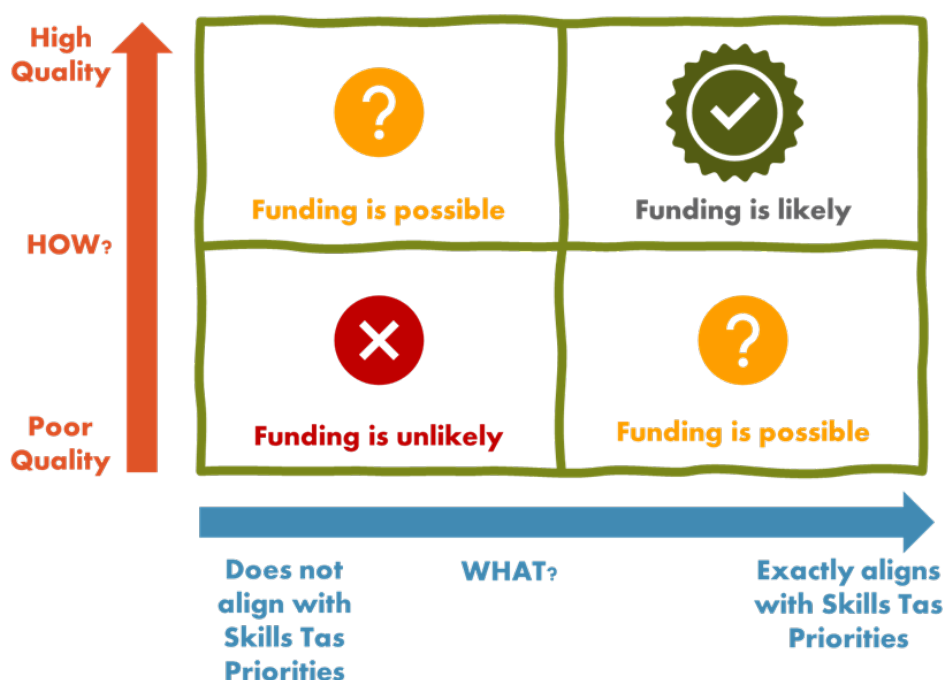 High
Quality
Funding is possible
Funding is likely
HOW?
Funding is unlikely
Funding is possible
Poor
Quality
Does not
align with
Skills Tas
Priorities
WHAT?
Exactly aligns
with Skills Tas
Priorities